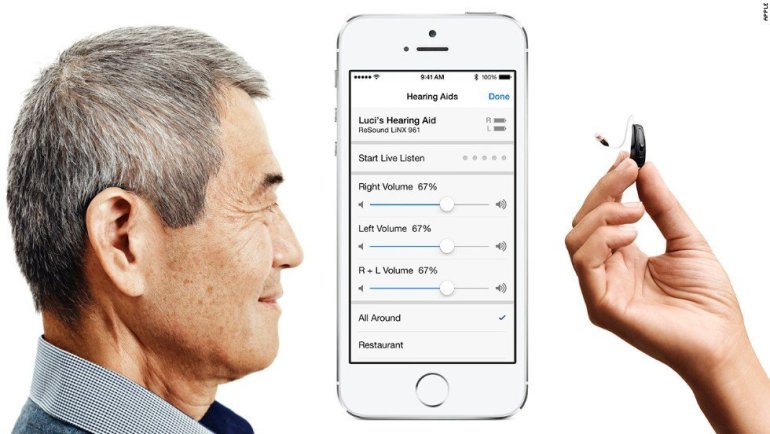 APPLE
9:41 AM
100%
Hearing Aids
Done
Luci's Hearing Aid
R
ReSound LiNX 961
L
Start Live Listen
Right Volume 67%
Left Volume 67%
R + L Volume 67%
All Around
Restaurant